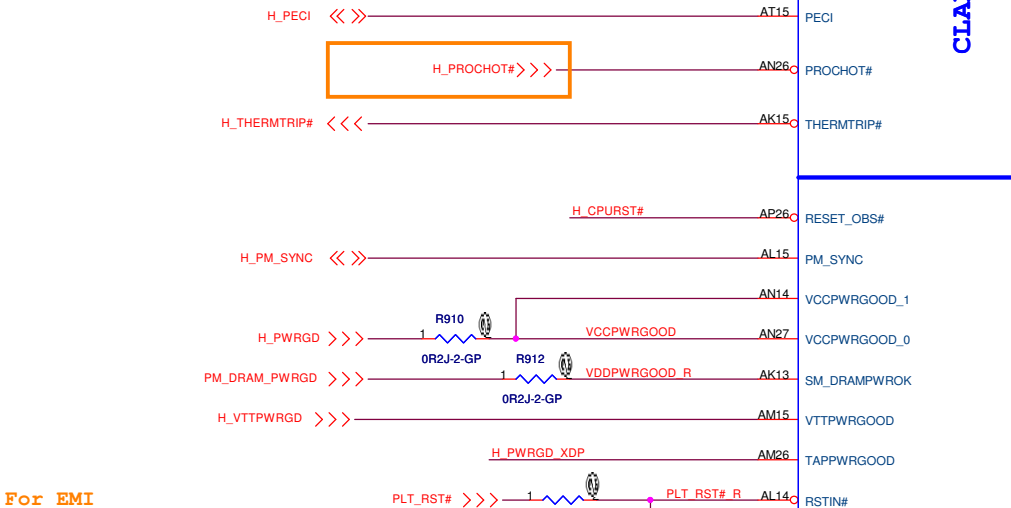 H_PECI AT15 PECI
CLA
H_PROCHOT# AN26 PROCHOT#
H_THERMTRIP# AK15 THERMTRIP#
H_CPURST# AP26 RESET_OBS#
H_PM_SYNC AL15 PM_SYNC
AN14 VCCPWRGOOD_1
R910
H_PWRGD 1 VCCPWRGOOD AN27 VCCPWRGOOD_0
0R2J-2-GP R912
PM_DRAM_PWRGD 1 VDDPWRGOOD_R AK13 SM_DRAMPWROK
0R2J-2-GP
H_VTTPWRGD AM15 VTTPWRGOOD
H_PWRGD_XDP AM26 TAPPWRGOOD
For EMI PLT_RST# 1 PLT_RST#_R AL14 RSTIN#